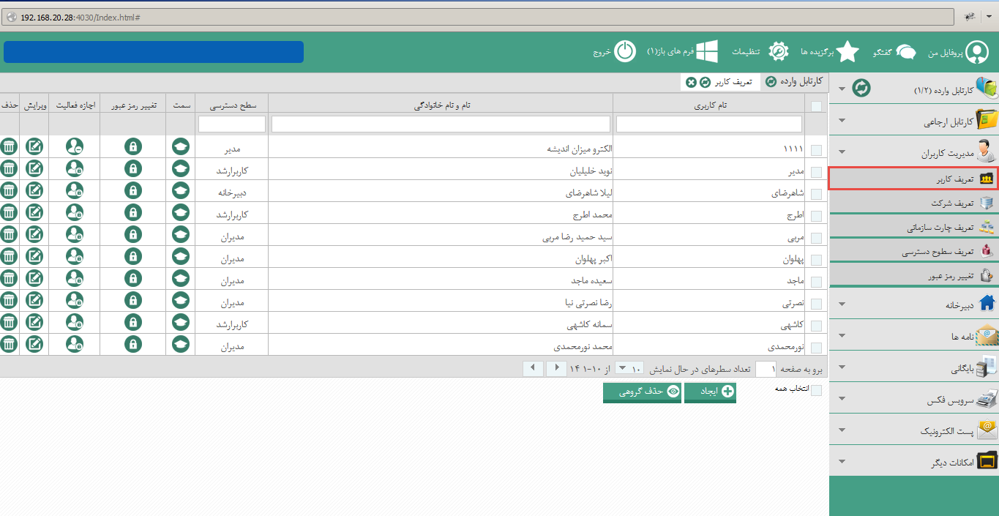 192.168.20.28:4030/Index.html#
پروفایل من
گفتگو
برگزیده ها
تنظیمات
فرم های باز(۱)
خروج
کارتابل وارده (۱/۲)
کارتابل ارجاعی
مدیریت کاربران
تعریف کاربر
تعریف شرکت
تعریف چارت سازمانی
تعریف سطوح دسترسی
تغییر رمز عبور
دبیرخانه
نامه ها
بایگانی
سرویس فکس
پست الکترونیک
امکانات دیگر
کارتابل وارده تعریف کاربر
نام کاربری نام و نام خانوادگی سطح دسترسی سمت تغییر رمز عبور اجازه فعالیت ویرایش حذف
۱۱۱۱ الکترو میزان اندیشه مدیر
مدیر نوید خلیلیان کاربرارشد
شاهرضای لیلا شاهرضای دبیرخانه
اطرج محمد اطرج کاربرارشد
مربی سید حمید رضا مربی مدیران
پهلوان اکبر پهلوان مدیران
ماجد سعیده ماجد مدیران
نصرتی رضا نصرتی نیا مدیران
کاشهی سمانه کاشهی کاربرارشد
نورمحمدی محمد نورمحمدی مدیران
برو به صفحه ۱ تعداد سطرهای در حال نمایش ۱۰ ۱-۱۰ از ۱۴
انتخاب همه
ایجاد
حذف گروهی